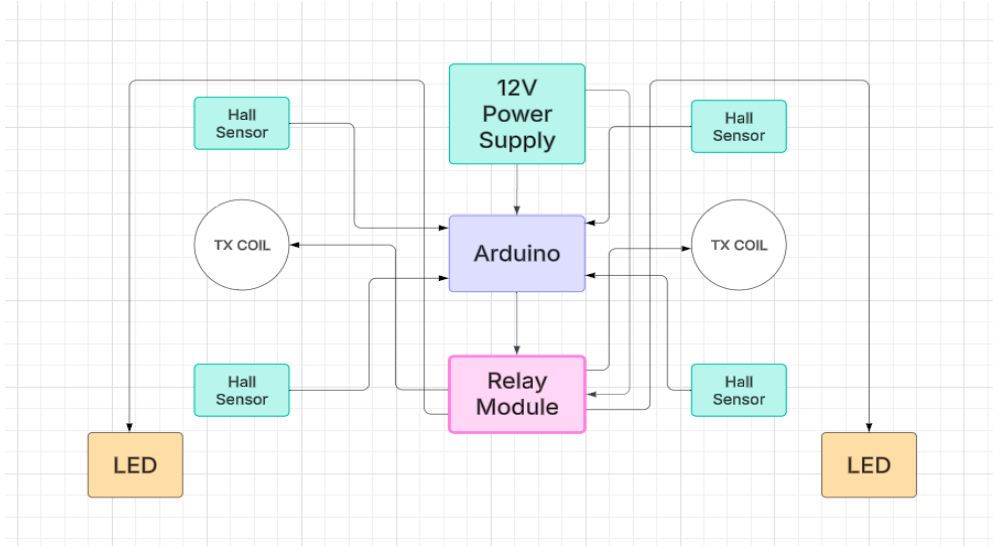 12V
Power
Supply
Hall
Sensor
Hall
Sensor
TX COIL
Arduino
TX COIL
Hall
Sensor
Relay
Module
Hall
Sensor
LED
LED